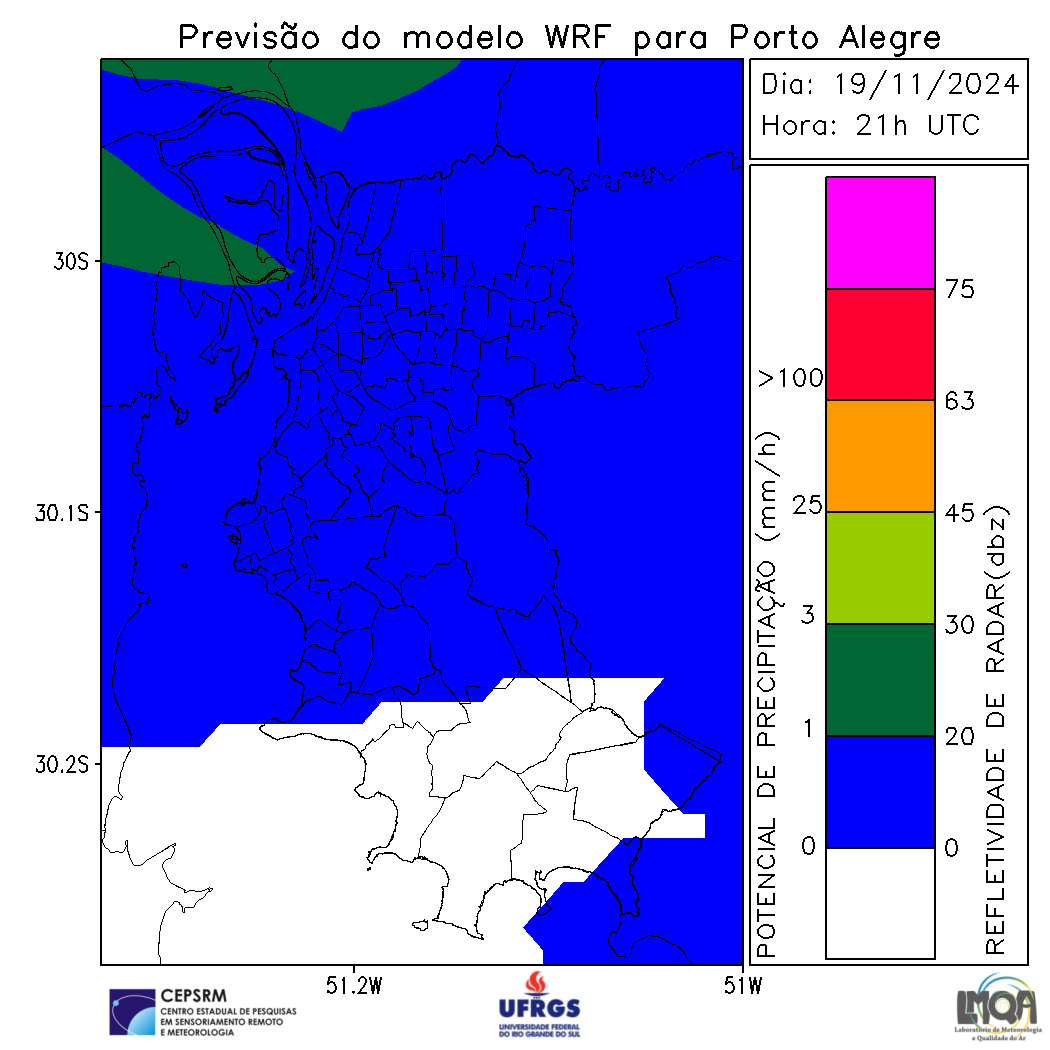 Previsão do modelo WRF para Porto Alegre
Dia: 19/11/2024
Hora: 21h UTC
30S
30.1S
30.2S
51.2W
51W
POTENCIAL DE PRECIPITAÇÃO (mm/h)
>100
25
3
1
0
75
63
45
30
20
0
REFLETIVIDADE DE RADAR(dbz)
CEPSRM
CENTRO ESTADUAL DE PESQUISAS
EM SENSORIAMENTO REMOTO
E METEOROLOGIA
UFRGS
UNIVERSIDADE FEDERAL
DO RIO GRANDE DO SUL
LMQA
Laboratório de Meteorologia
e Qualidade do Ar